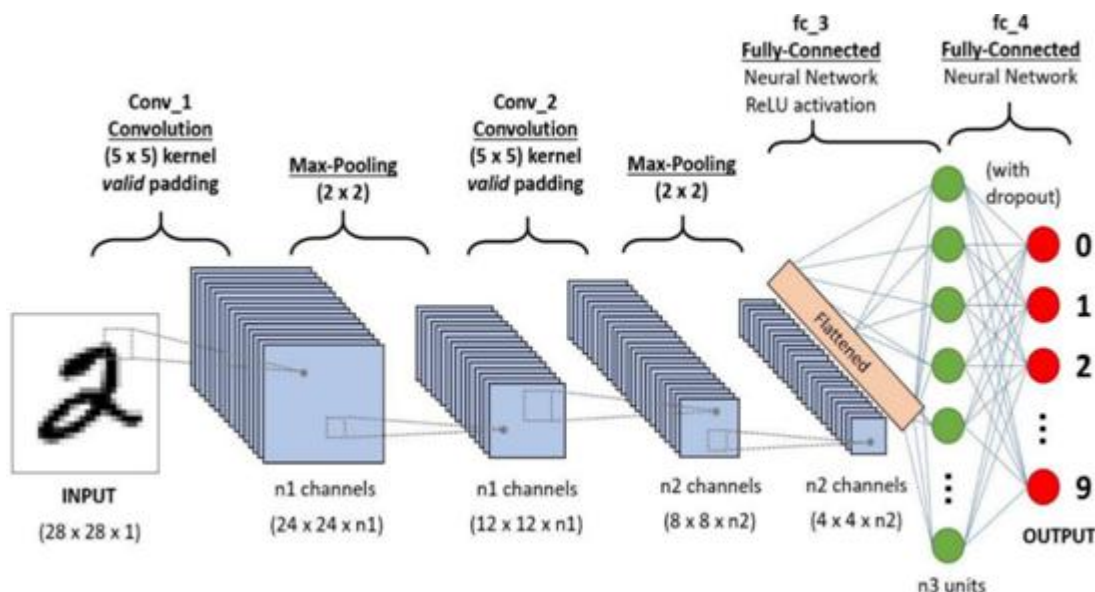 fc_3
Fully-Connected
Neural Network
ReLU activation
fc_4
Fully-Connected
Neural Network
Conv_1
Convolution
(5 x 5) kernel
valid padding
Max-Pooling
(2 x 2)
Conv_2
Convolution
(5 x 5) kernel
valid padding
Max-Pooling
(2 x 2)
(with
dropout)
0
1
2
9
2
Flattened
INPUT
(28 x 28 x 1)
n1 channels
(24 x 24 x n1)
n1 channels
(12 x 12 x n1)
n2 channels
(8 x 8 x n2)
n2 channels
(4 x 4 x n2)
OUTPUT
n3 units